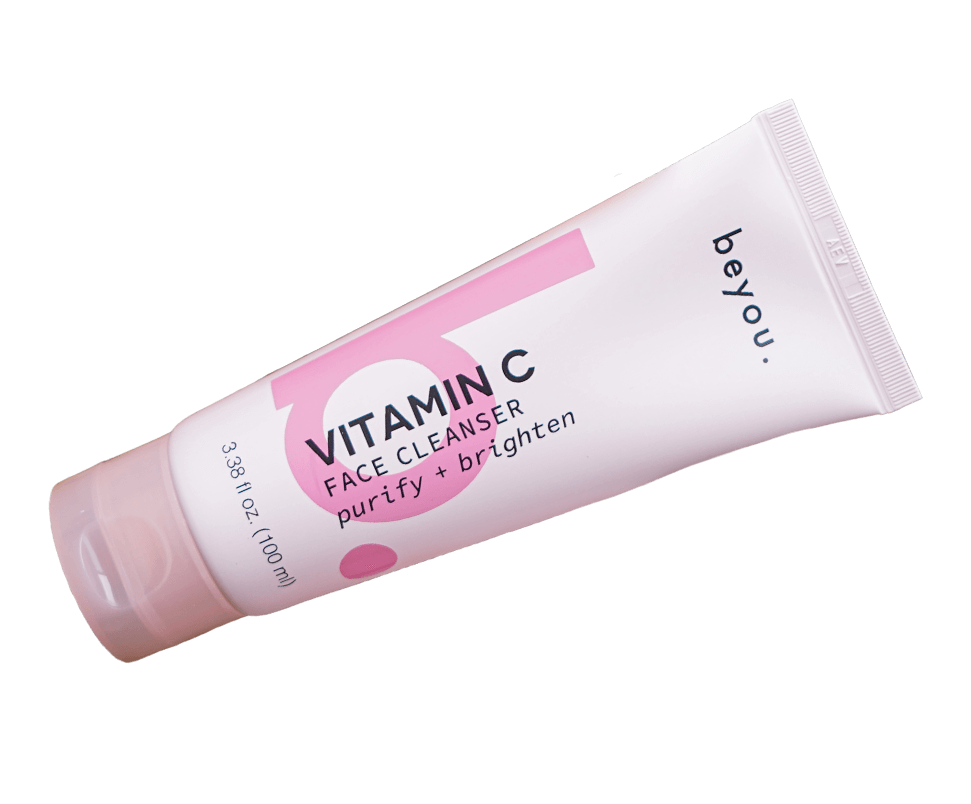 beyou.
VITAMIN C
FACE CLEANSER
purify + brighten
3.38 fl oz. (100 ml)